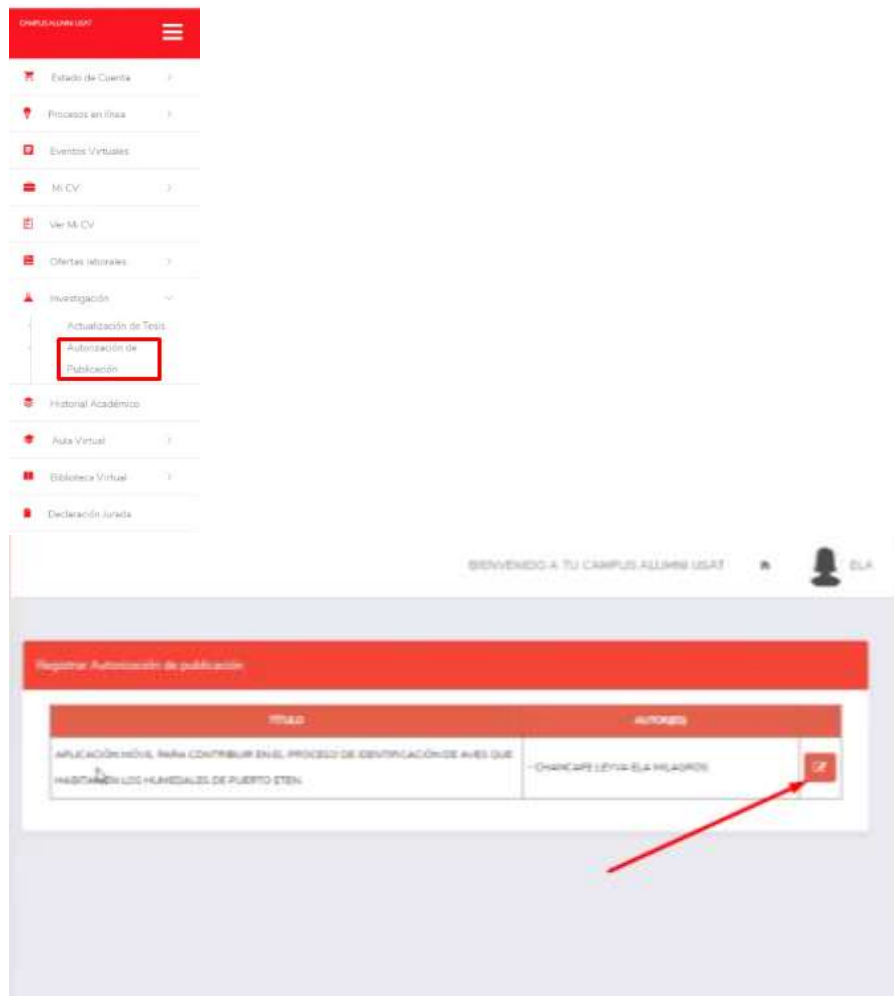 CAMPUS ALUMNI USAT
Estado de Cuenta
Procesos en línea
Eventos Virtuales
Mi CV
Ver Mi CV
Ofertas laborales
Investigación
Actualización de Tesis
Autorización de
Publicación
Historial Académico
Aula Virtual
Biblioteca Virtual
Declaración Jurada
BIENVENIDO A TU CAMPUS ALUMNI USAT
ELA
Registrar Autorización de publicación
TÍTULO
AUTOR(ES)
APLICACIÓN MÓVIL PARA CONTRIBUIR EN EL PROCESO DE IDENTIFICACIÓN DE AVES QUE
HABITAN EN LOS HUMEDALES DE PUERTO ETEN
- CHANCAFE LEYVA ELA MILAGROS